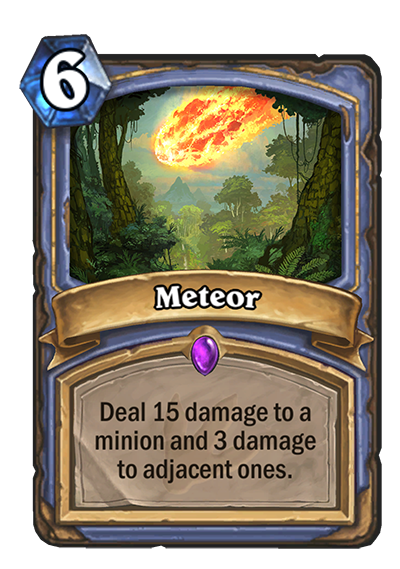 6
Meteor
Deal 15 damage to a
minion and 3 damage
to adjacent ones.